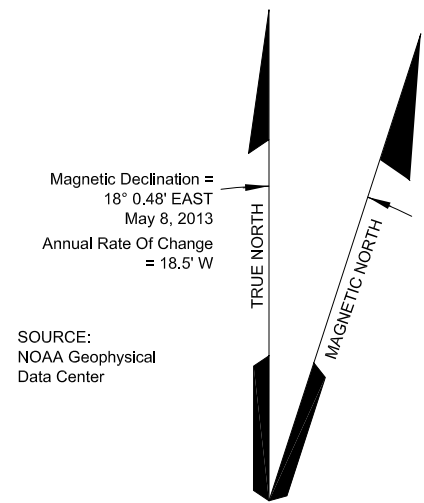 Magnetic Declination =
18° 0.48' EAST
May 8, 2013
Annual Rate Of Change
= 18.5' W
TRUE NORTH
MAGNETIC NORTH
SOURCE:
NOAA Geophysical
Data Center